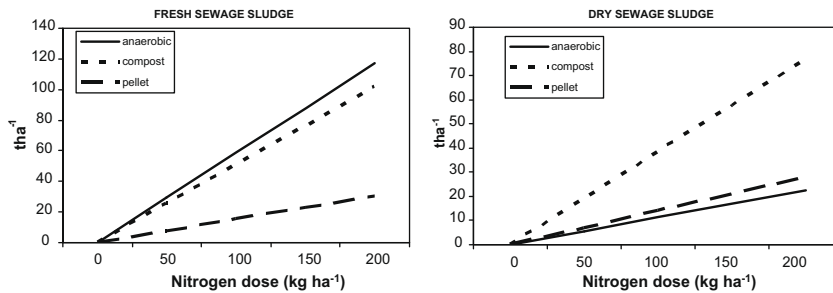 FRESH SEWAGE SLUDGE
140
120
100
80
60
40
20
0
tha-1
anaerobic
compost
pellet
0 50 100 150 200
Nitrogen dose (kg ha-1)
DRY SEWAGE SLUDGE
90
80
70
60
50
40
30
20
10
0
tha-1
anaerobic
compost
pellet
0 50 100 150 200
Nitrogen dose (kg ha-1)